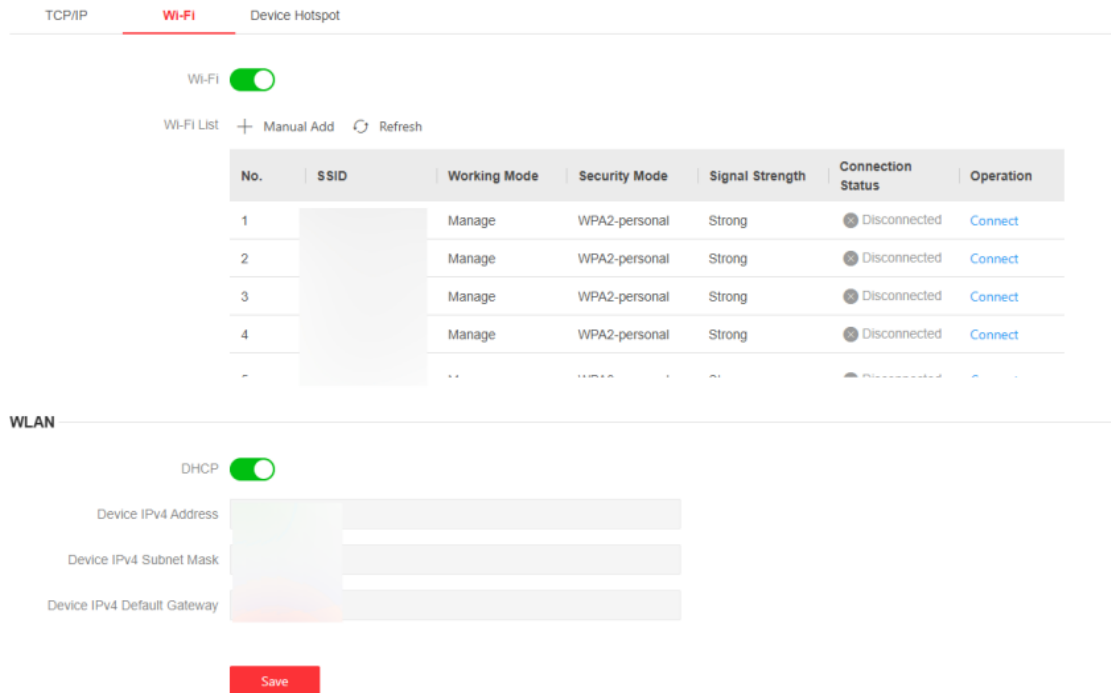 TCP/IP Wi-Fi Device Hotspot
Wi-Fi
Wi-Fi List Manual Add Refresh
No. SSID Working Mode Security Mode Signal Strength Connection Status Operation
1 Manage WPA2-personal Strong Disconnected Connect
2 Manage WPA2-personal Strong Disconnected Connect
3 Manage WPA2-personal Strong Disconnected Connect
4 Manage WPA2-personal Strong Disconnected Connect
WLAN
DHCP
Device IPv4 Address
Device IPv4 Subnet Mask
Device IPv4 Default Gateway
Save